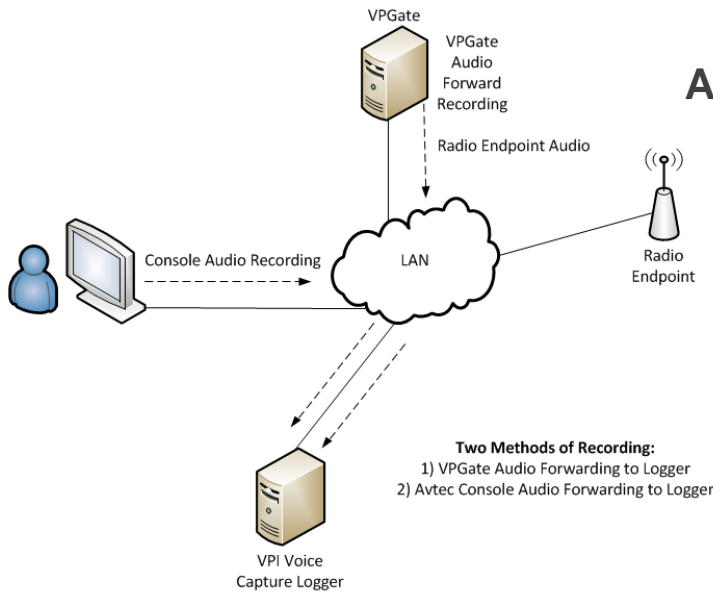 VPGate
VPGate
Audio
Forward
Recording
A
Radio Endpoint Audio
Console Audio Recording
LAN
Radio
Endpoint
Two Methods of Recording:
1) VPGate Audio Forwarding to Logger
2) Avtec Console Audio Forwarding to Logger
VPI Voice
Capture Logger